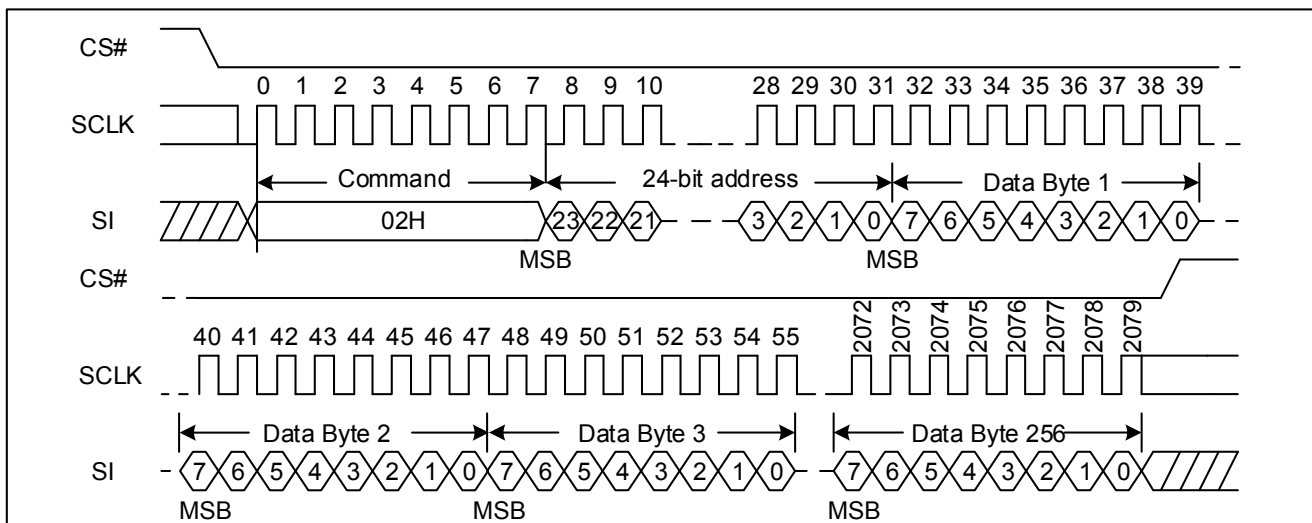 CS#
0 1 2 3 4 5 6 7 8 9 10 28 29 30 31 32 33 34 35 36 37 38 39
SCLK
Command 24-bit address Data Byte 1
SI 02H 23 22 21 3 2 1 0 7 6 5 4 3 2 1 0
MSB MSB
CS#
40 41 42 43 44 45 46 47 48 49 50 51 52 53 54 55 2072 2073 2074 2075 2076 2077 2078 2079
SCLK
Data Byte 2 Data Byte 3 Data Byte 256
SI 7 6 5 4 3 2 1 0 7 6 5 4 3 2 1 0 7 6 5 4 3 2 1 0
MSB MSB MSB